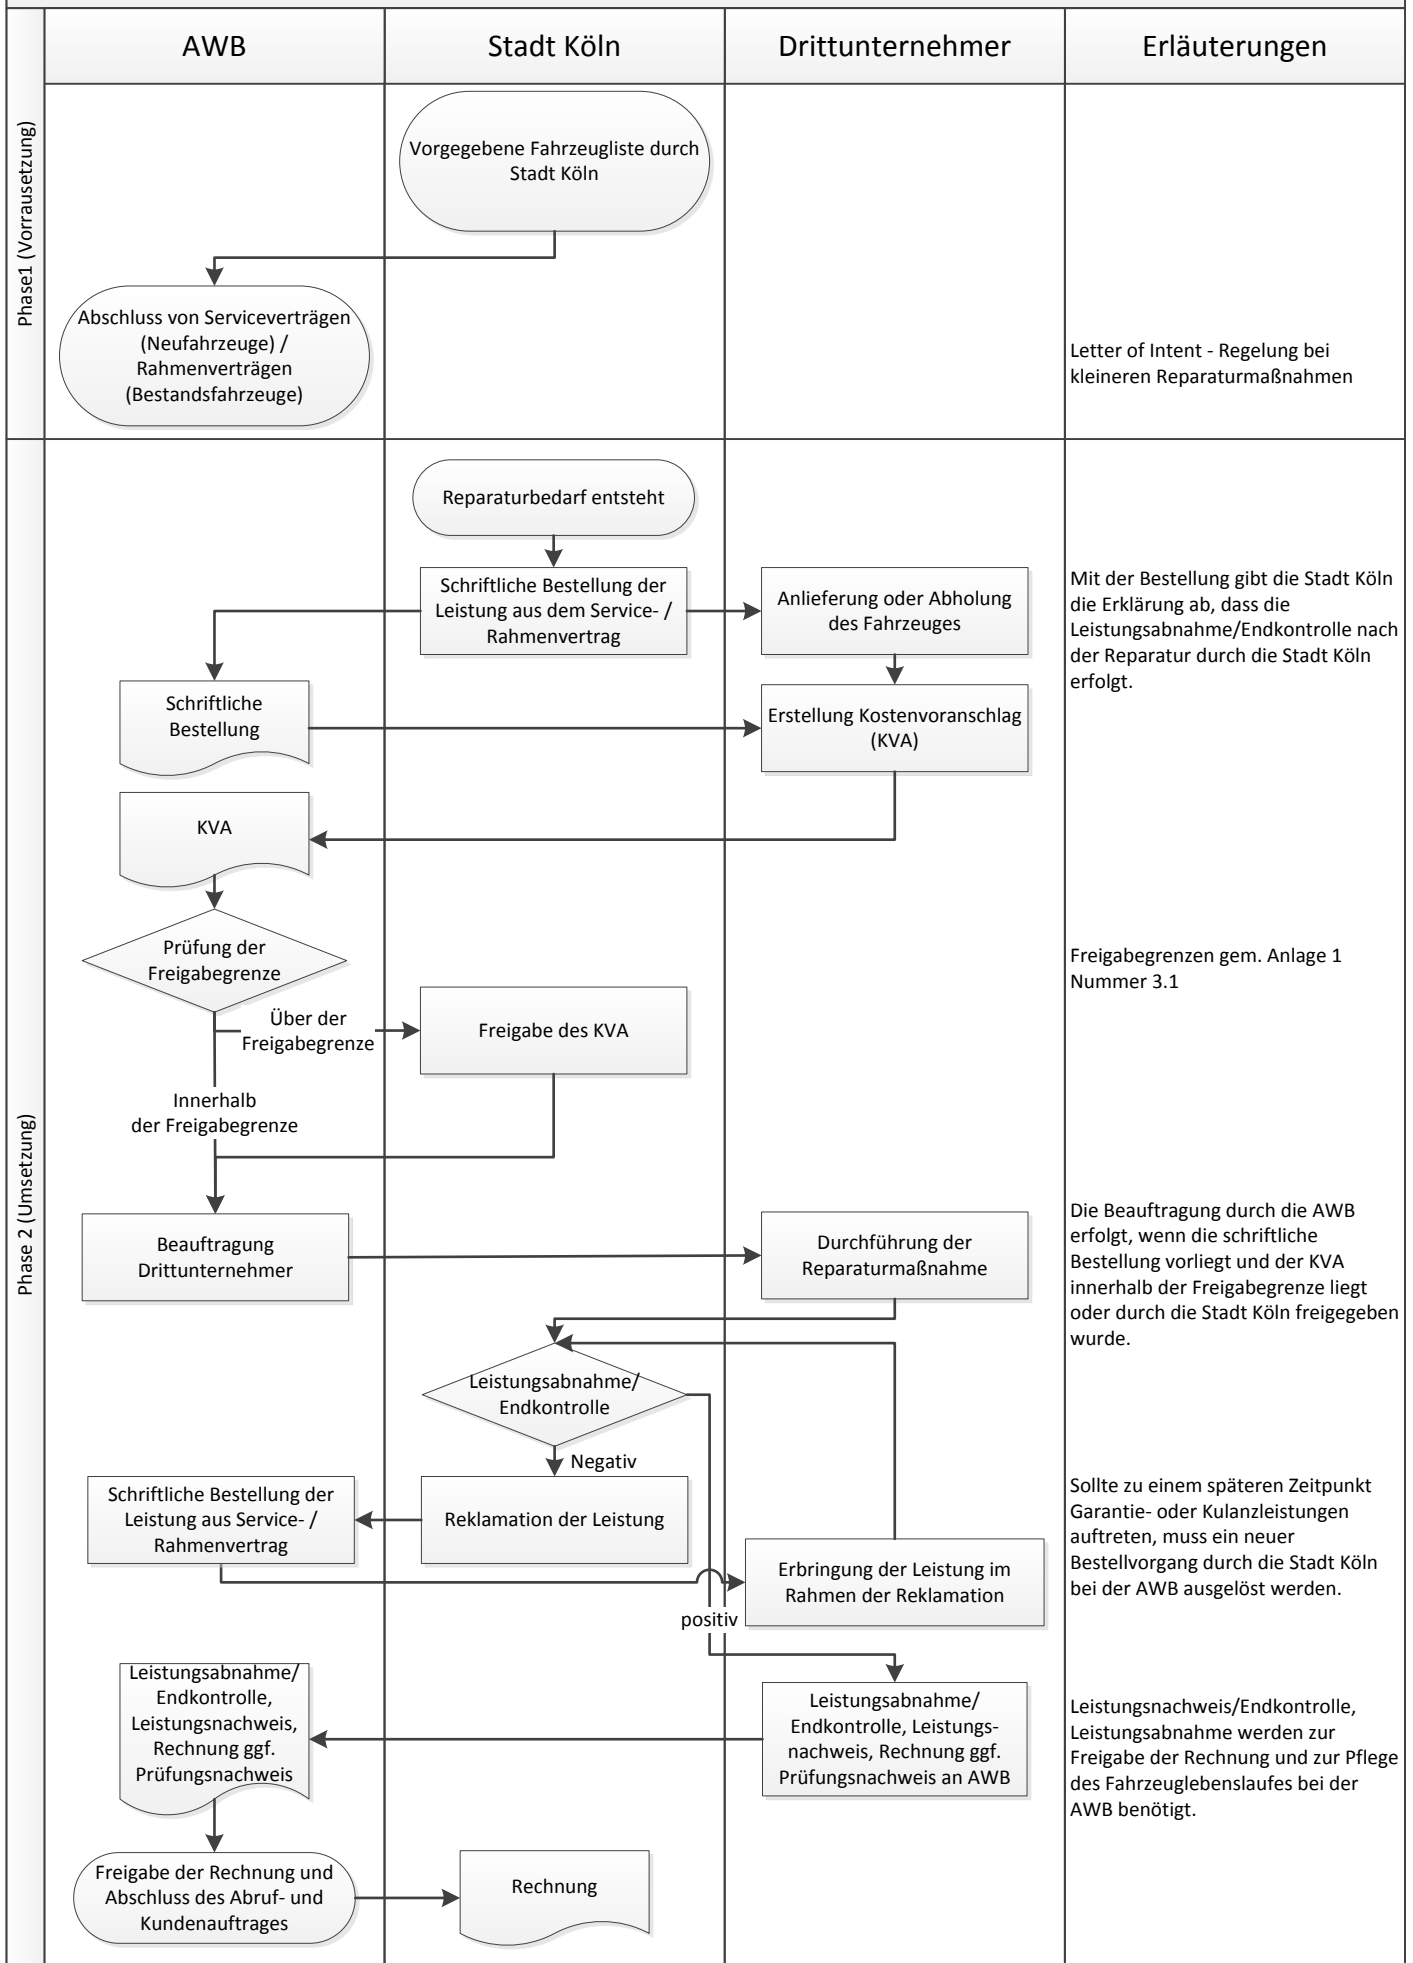 AWB
Stadt Köln
Drittunternehmer
Erläuterungen
Phase1 (Vorrausetzung)
Vorgegebene Fahrzeugliste durch
Stadt Köln
Abschluss von Serviceverträgen
(Neufahrzeuge) /
Rahmenverträgen
(Bestandsfahrzeuge)
Letter of Intent - Regelung bei
kleineren Reparaturmaßnahmen
Phase 2 (Umsetzung)
Reparaturbedarf entsteht
Schriftliche Bestellung der
Leistung aus dem Service- /
Rahmenvertrag
Anlieferung oder Abholung
des Fahrzeuges
Mit der Bestellung gibt die Stadt Köln
die Erklärung ab, dass die
Leistungsabnahme/Endkontrolle nach
der Reparatur durch die Stadt Köln
erfolgt.
Schriftliche
Bestellung
Erstellung Kostenvoranschlag
(KVA)
KVA
Prüfung der
Freigabegrenze
Freigabegrenzen gem. Anlage 1
Nummer 3.1
Über der
Freigabegrenze
Freigabe des KVA
Innerhalb
der Freigabegrenze
Beauftragung
Drittunternehmer
Durchführung der
Reparaturmaßnahme
Die Beauftragung durch die AWB
erfolgt, wenn die schriftliche
Bestellung vorliegt und der KVA
innerhalb der Freigabegrenze liegt
oder durch die Stadt Köln freigegeben
wurde.
Leistungsabnahme/
Endkontrolle
Negativ
Schriftliche Bestellung der
Leistung aus Service- /
Rahmenvertrag
Reklamation der Leistung
Sollte zu einem späteren Zeitpunkt
Garantie- oder Kulanzleistungen
auftreten, muss ein neuer
Bestellvorgang durch die Stadt Köln
bei der AWB ausgelöst werden.
Erbringung der Leistung im
Rahmen der Reklamation
positiv
Leistungsabnahme/
Endkontrolle,
Leistungsnachweis,
Rechnung ggf.
Prüfungsnachweis
Leistungsabnahme/
Endkontrolle, Leistungs-
nachweis, Rechnung ggf.
Prüfungsnachweis an AWB
Leistungsnachweis/Endkontrolle,
Leistungsabnahme werden zur
Freigabe der Rechnung und zur Pflege
des Fahrzeuglebenslaufes bei der
AWB benötigt.
Freigabe der Rechnung und
Abschluss des Abruf- und
Kundenauftrages
Rechnung